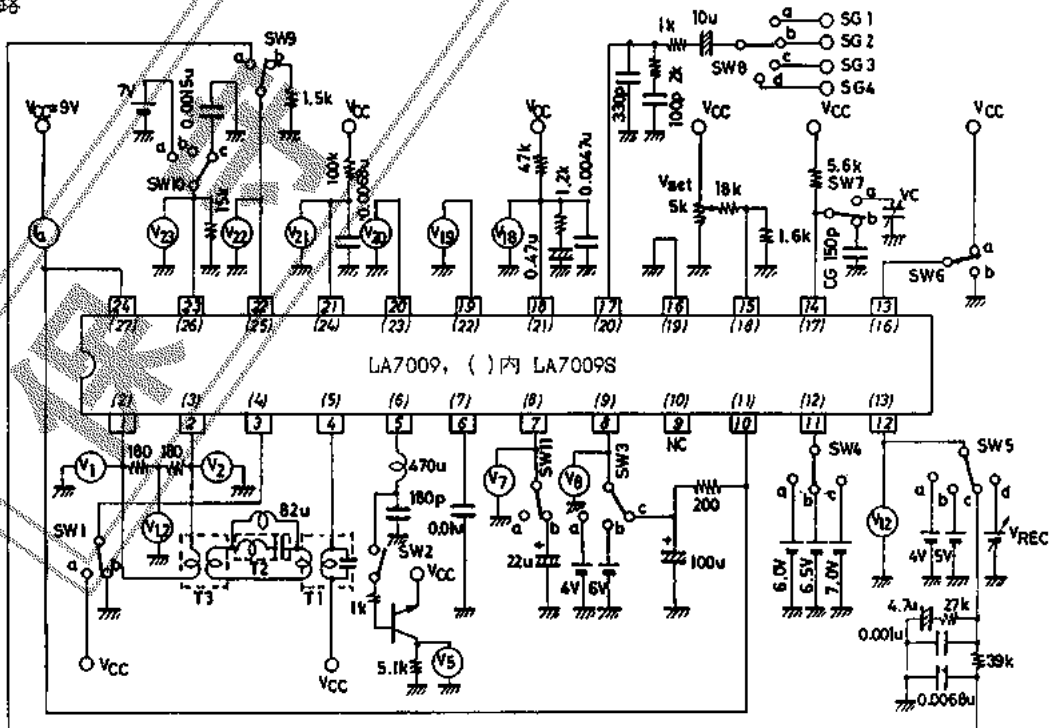 路
SG1
SG2
SG3
SG4
a
b
c
d
SW8
10u
1k
2k
330p
100p
SW9
a
b
1.5k
7V
0.0015u
VCC=9V
a
b
c
SW10
15k
V23
V22
VCC
100k
0.0068u
V21
V20
V19
VCC
47k
1.2k
0.0047u
V18
0.47u
VCC
Vset
5k
18k
1.6k
VCC
5.6k
SW7
a
b
VC
CG 150p
VCC
SW6
a
b
24 23 22 21 20 19 18 17 16 15 14 13
(27) (26) (25) (24) (23) (22) (21) (20) (19) (18) (17) (16)
LA7009, ( )内 LA7009S
(2) (3) (4) (5) (6) (7) (8) (9) (10) (11) (12) (13)
1 2 3 4 5 6 7 8 9 10 11 12
NC
V1
180
180
V2
V12
SW1
a
b
VCC
82u
T2
T3
T1
VCC
470u
180p
SW2
1k
VCC
5.1k
V5
0.01u
V7
SW11
a
b
22u
V8
SW3
a
b
c
4V
6V
200
100u
SW4
a
b
c
6.0V
6.5V
7.0V
V12
SW5
a
b
c
d
4V
5V
VREC
4.7u
27k
0.001u
39k
0.0068u